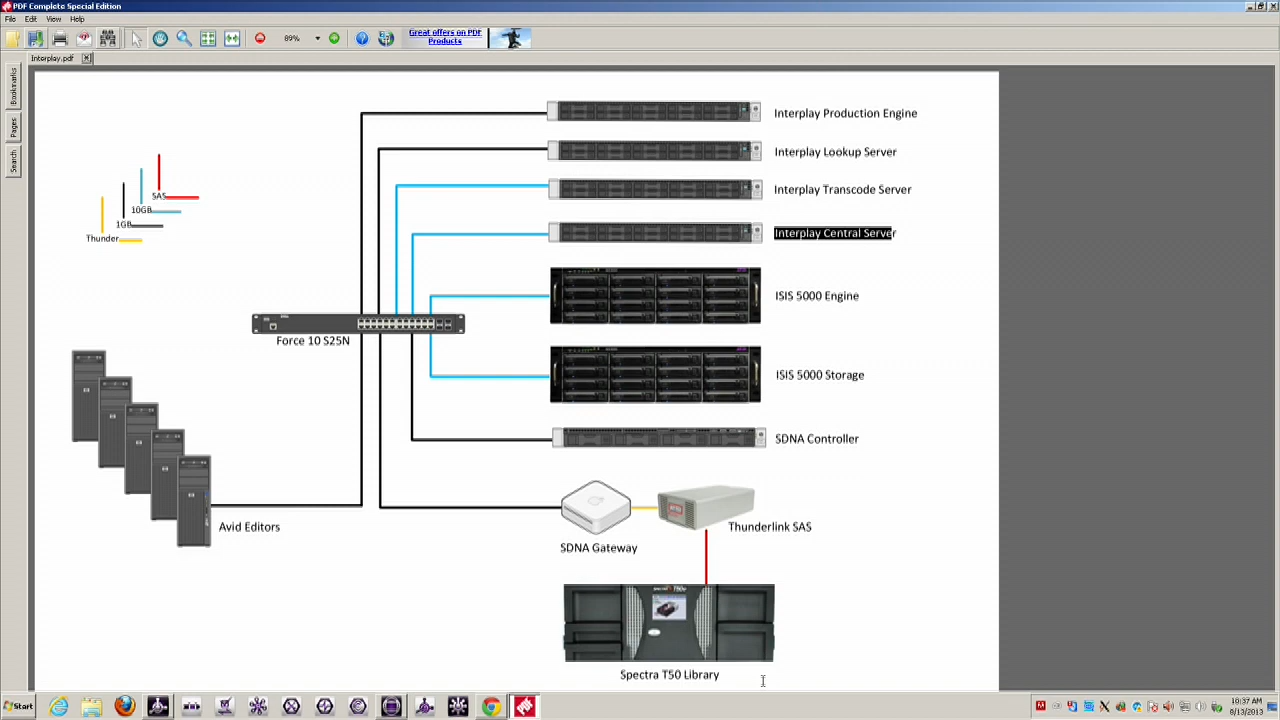 PDF Complete Special Edition
File Edit View Help
89%
Great offers on PDF
Products
Interplay.pdf
Bookmarks
Pages
Search
Interplay Production Engine
Interplay Lookup Server
Interplay Transcode Server
Interplay Central Server
SAS
10GB
1GB
Thunder
ISIS 5000 Engine
Force 10 S25N
ISIS 5000 Storage
SDNA Controller
Avid Editors
SDNA Gateway
Thunderlink SAS
Spectra T50 Library
Start
10:37 AM
8/13/2013